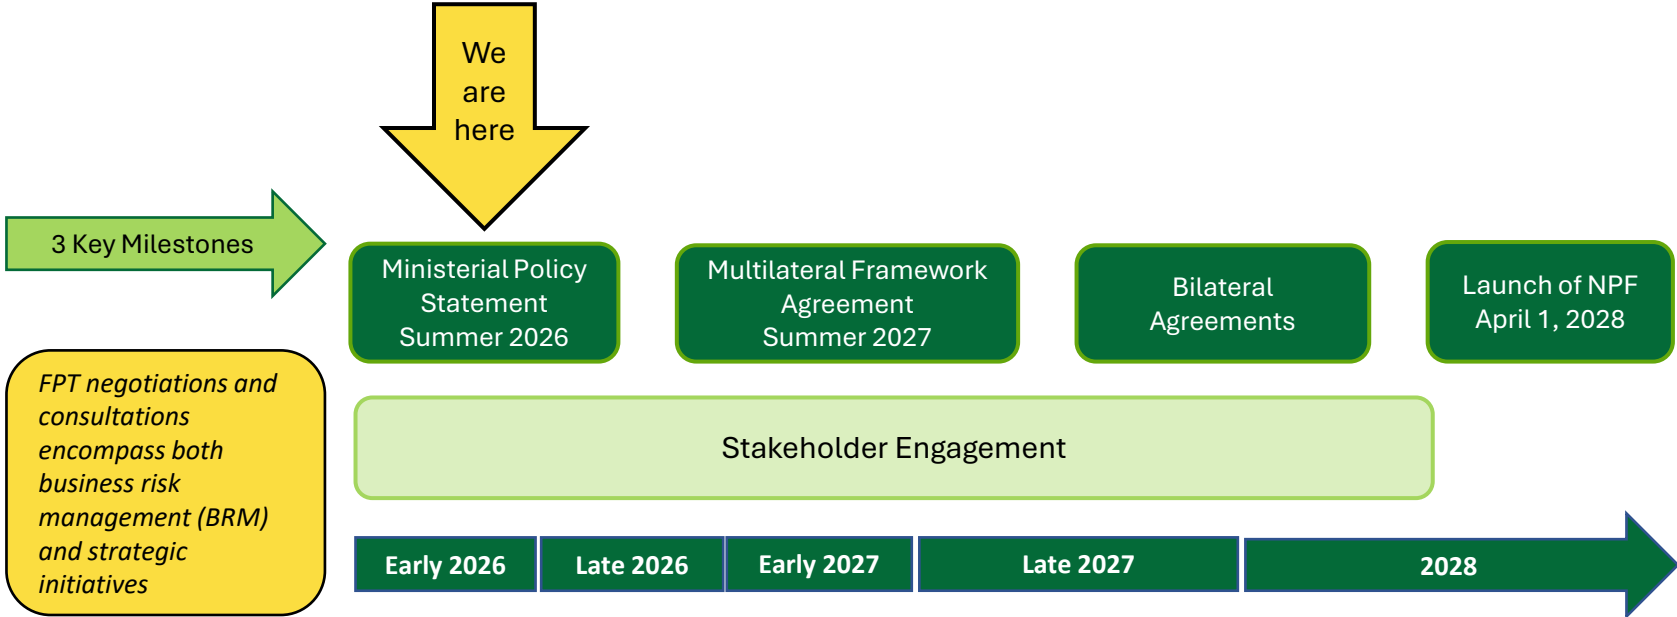 We
are
here
3 Key Milestones
Ministerial Policy
Statement
Summer 2026
Multilateral Framework
Agreement
Summer 2027
Bilateral
Agreements
Launch of NPF
April 1, 2028
FPT negotiations and
consultations
encompass both
business risk
management (BRM)
and strategic
initiatives
Stakeholder Engagement
Early 2026
Late 2026
Early 2027
Late 2027
2028